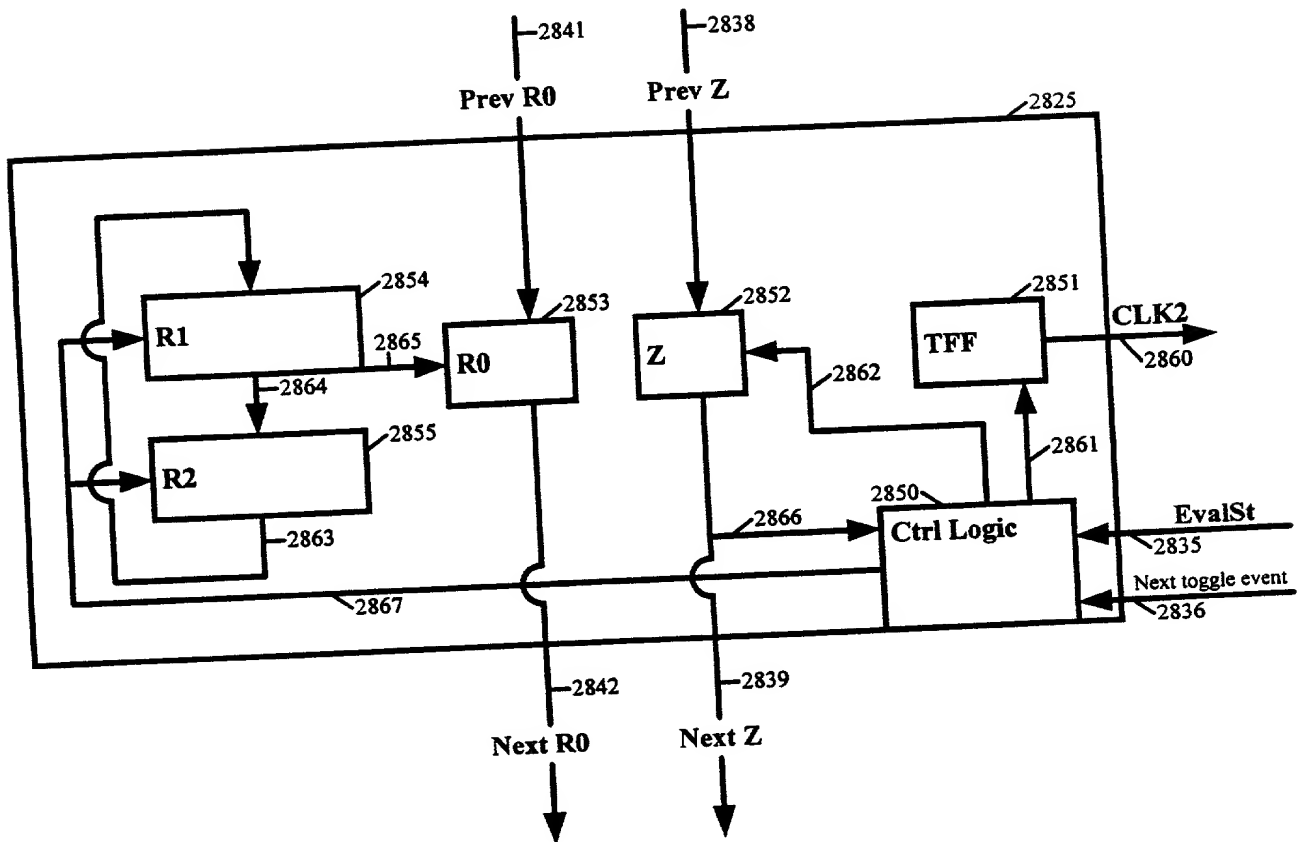 2841
2838
Prev R0
Prev Z
2825
2854
2853
2852
2851
R1
2865
R0
Z
TFF
CLK2
2860
2864
2862
2855
R2
2861
2850
2863
2866
Ctrl Logic
EvalSt
2835
Next toggle event
2836
2867
2842
2839
Next R0
Next Z